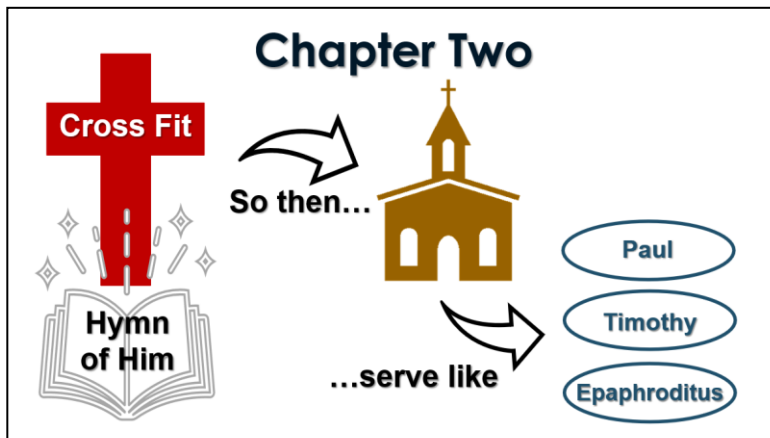 Chapter Two
Cross Fit
So then…
Hymn
of Him
…serve like
Paul
Timothy
Epaphroditus